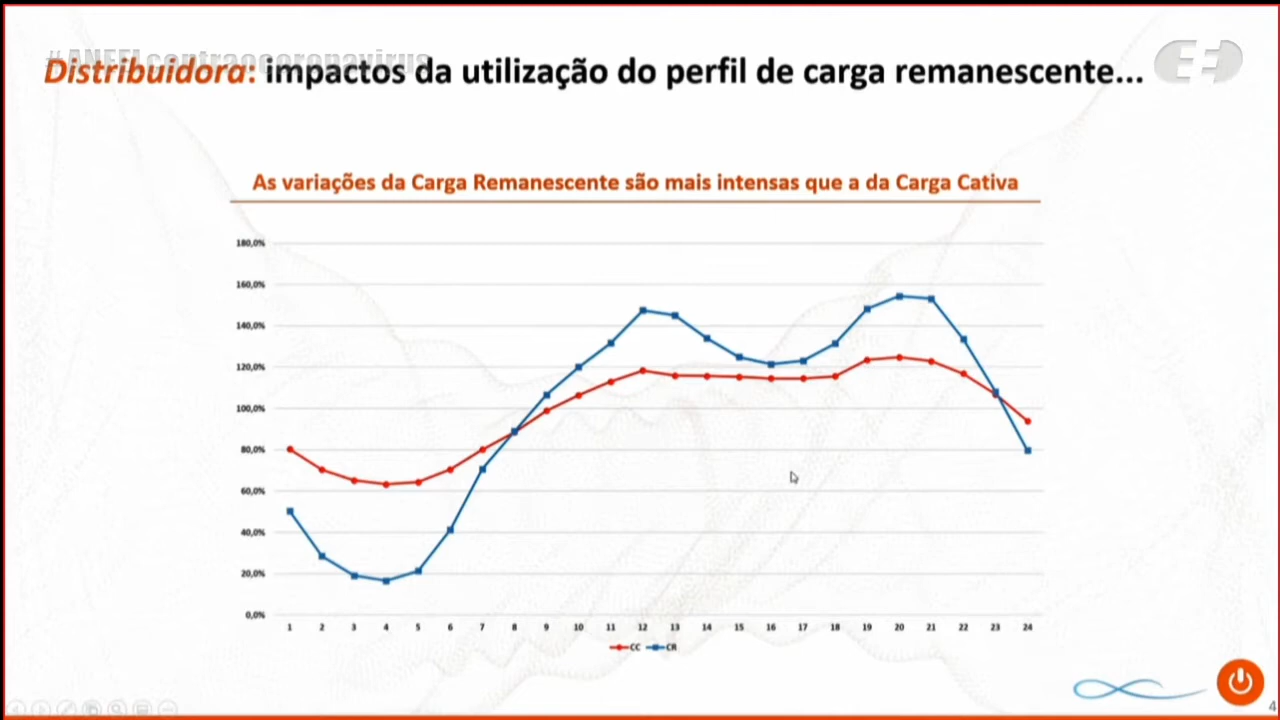 #ANEELcontraocoronavirus
Distribuidora: impactos da utilização do perfil de carga remanescente...
As variações da Carga Remanescente são mais intensas que a da Carga Cativa
180,0%
160,0%
140,0%
120,0%
100,0%
80,0%
60,0%
40,0%
20,0%
0,0%
1 2 3 4 5 6 7 8 9 10 11 12 13 14 15 16 17 18 19 20 21 22 23 24
CC CR
4